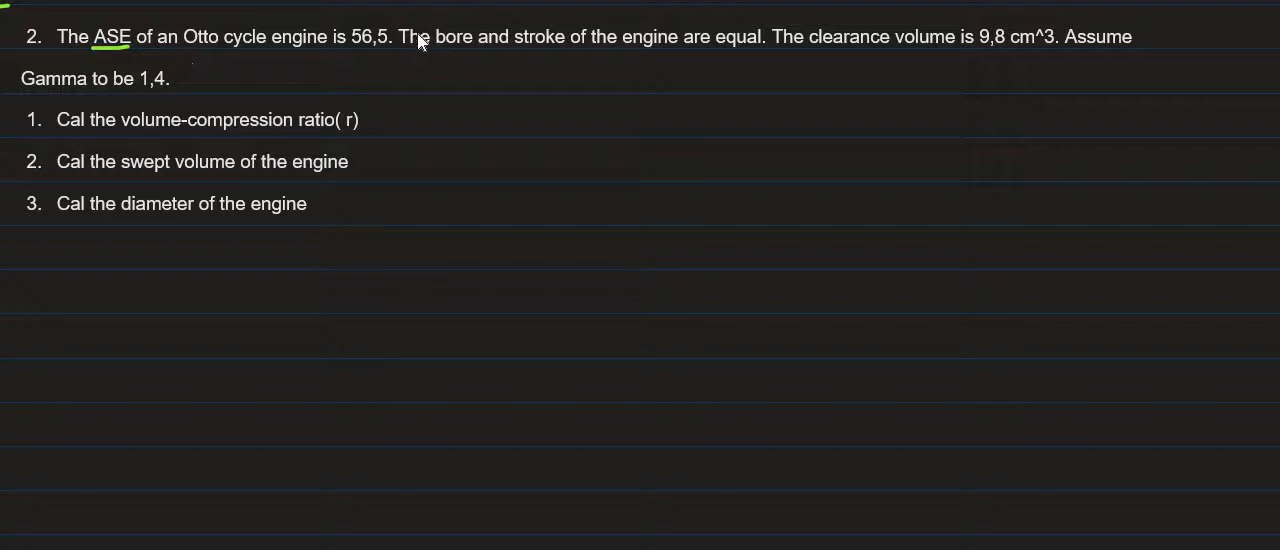 2. The ASE of an Otto cycle engine is 56,5. The bore and stroke of the engine are equal. The clearance volume is 9,8 cm^3. Assume
Gamma to be 1,4.
1. Cal the volume-compression ratio( r)
2. Cal the swept volume of the engine
3. Cal the diameter of the engine